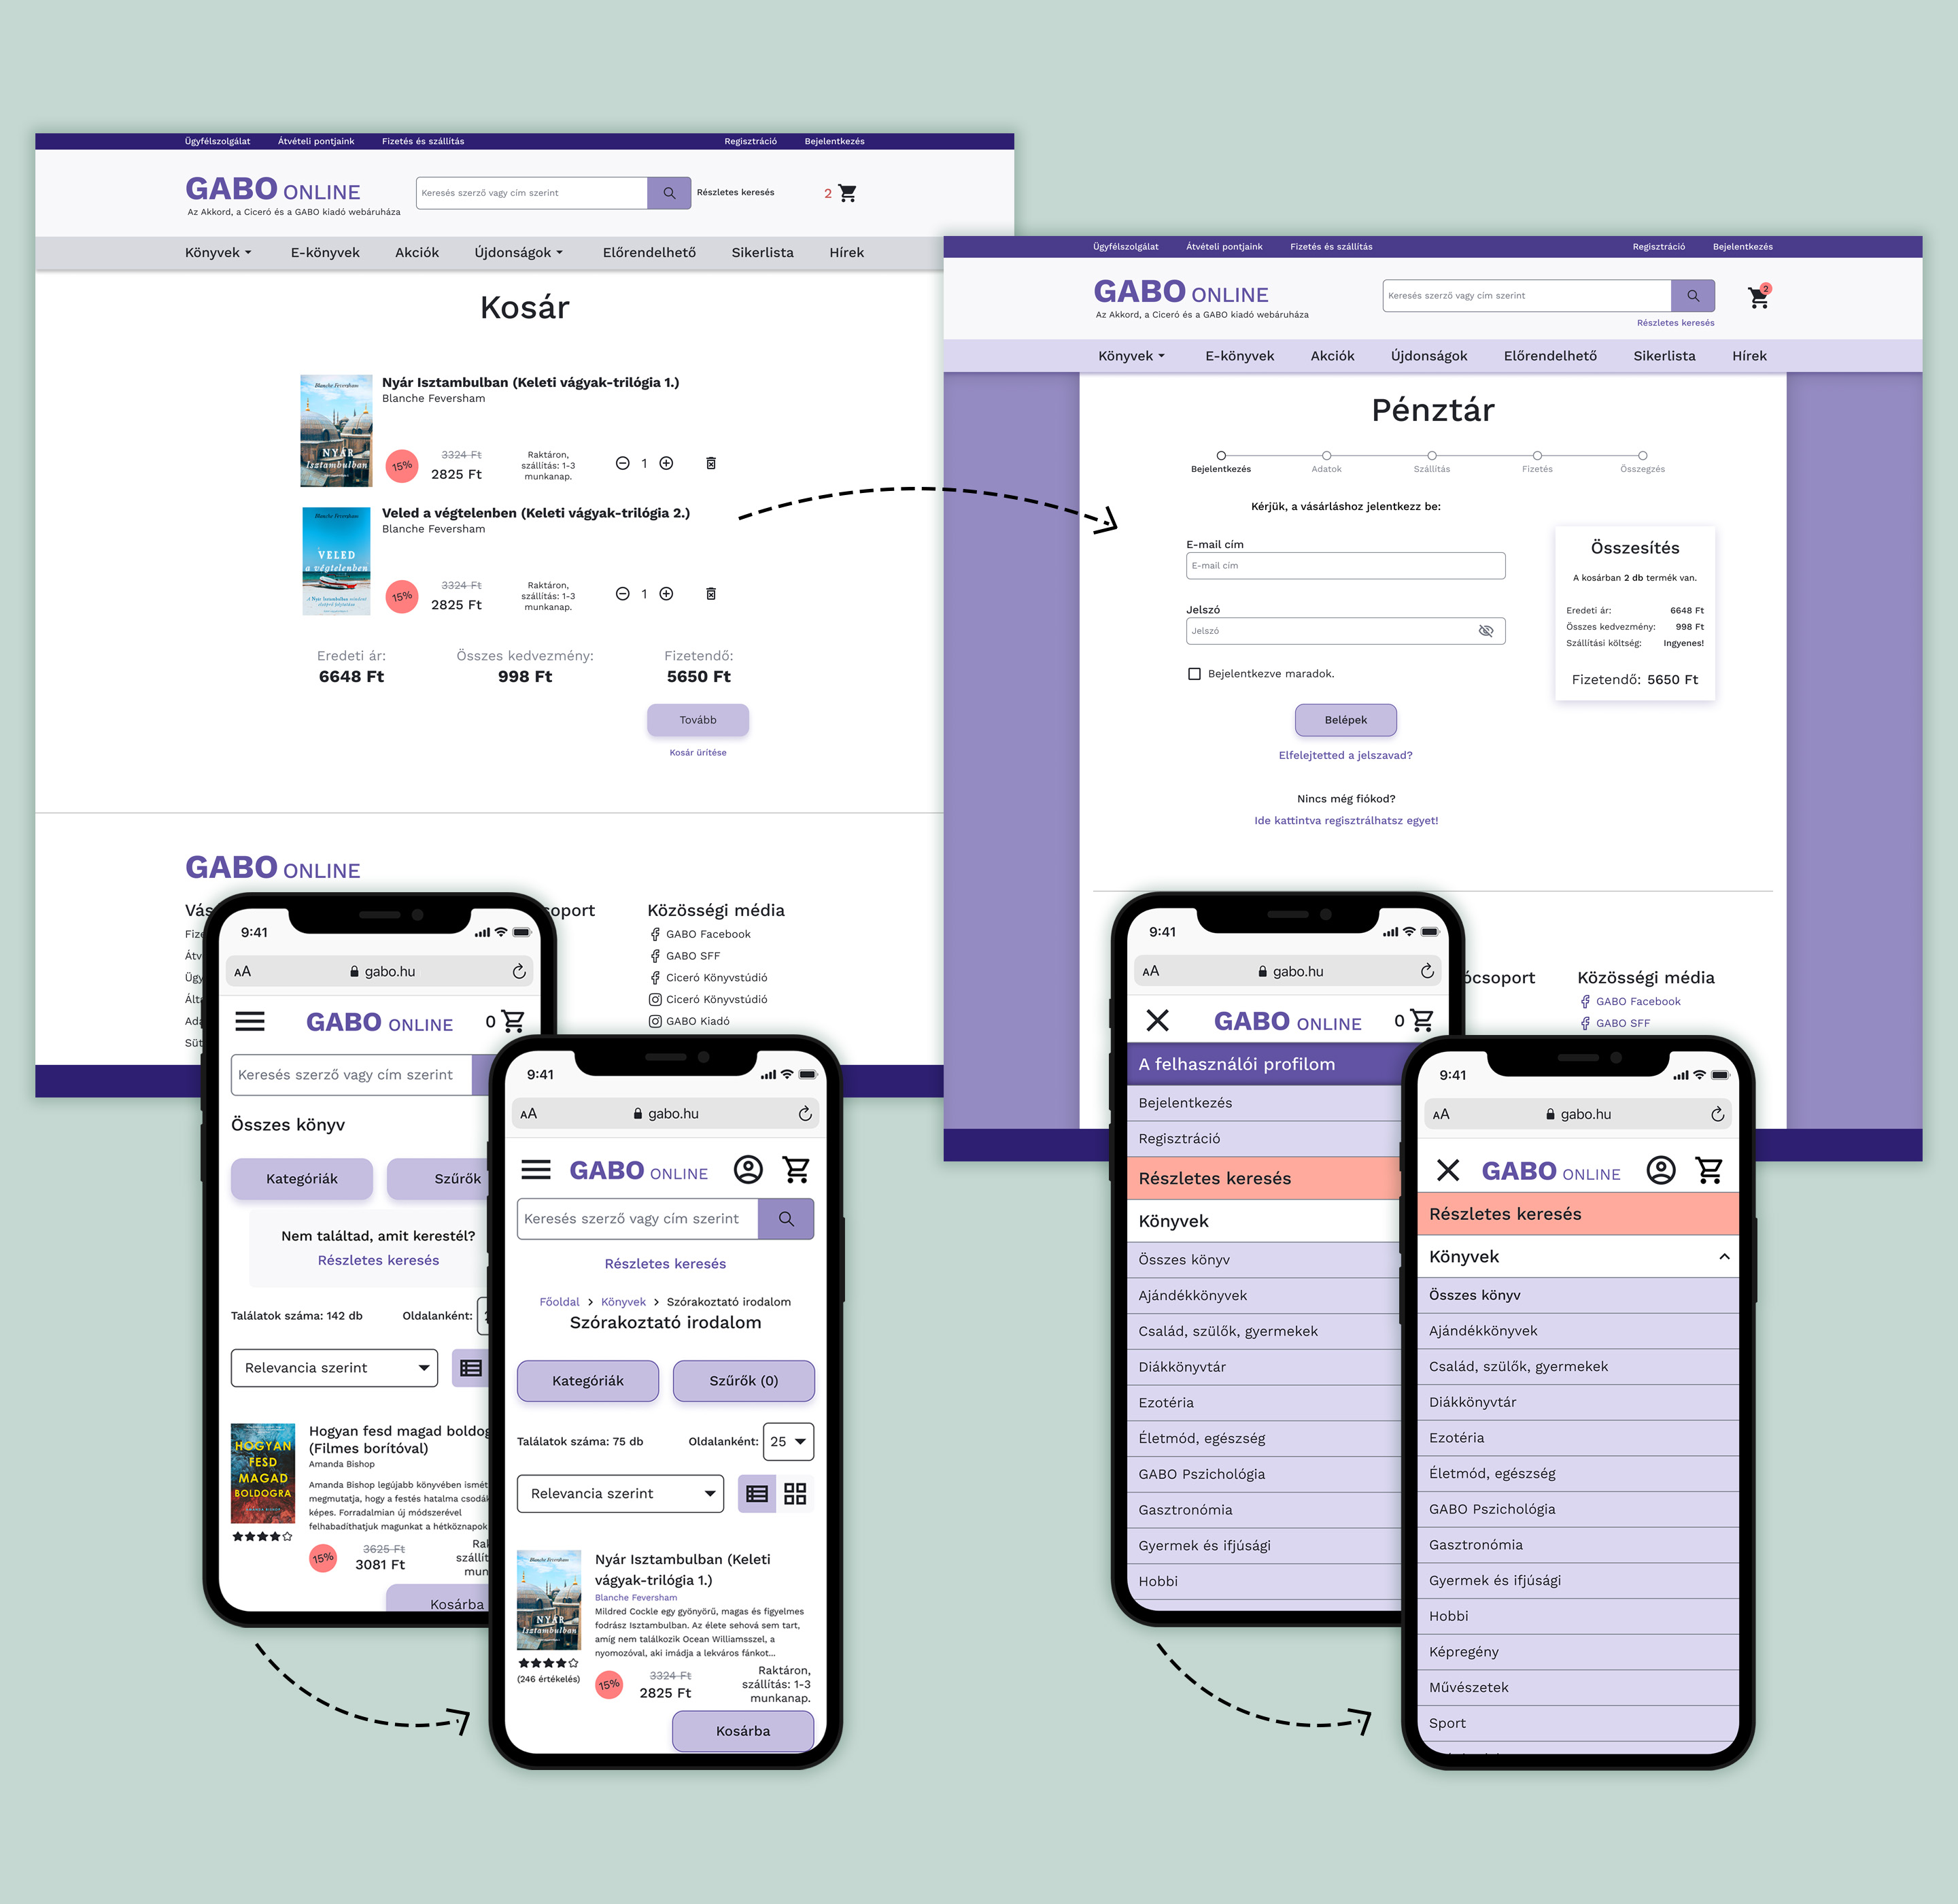 Ügyfélszolgálat Átvételi pontjaink Fizetés és szállítás Regisztráció Bejelentkezés
GABO ONLINE
Az Akkord, a Ciceró és a GABO kiadó webáruháza
Keresés szerző vagy cím szerint
Részletes keresés
2
Könyvek E-könyvek Akciók Újdonságok Előrendelhető Sikerlista Hírek
Kosár
Blanche Feversham
NYÁR
Isztambulban
Nyár Isztambulban (Keleti vágyak-trilógia 1.)
Blanche Feversham
15%
3324 Ft
2825 Ft
Raktáron,
szállítás: 1-3
munkanap.
1
Blanche Feversham
VELED
a végtelenben
Veled a végtelenben (Keleti vágyak-trilógia 2.)
Blanche Feversham
15%
3324 Ft
2825 Ft
Raktáron,
szállítás: 1-3
munkanap.
1
Eredeti ár: Összes kedvezmény: Fizetendő:
6648 Ft 998 Ft 5650 Ft
Tovább
Kosár ürítése
GABO ONLINE
Közösségi média
GABO Facebook
GABO SFF
Ciceró Könyvstúdió
Ciceró Könyvstúdió
GABO Kiadó
Ügyfélszolgálat Átvételi pontjaink Fizetés és szállítás Regisztráció Bejelentkezés
GABO ONLINE
Az Akkord, a Ciceró és a GABO kiadó webáruháza
Keresés szerző vagy cím szerint
2
Részletes keresés
Könyvek E-könyvek Akciók Újdonságok Előrendelhető Sikerlista Hírek
Pénztár
Bejelentkezés Adatok Szállítás Fizetés Összegzés
Kérjük, a vásárláshoz jelentkezz be:
E-mail cím
E-mail cím
Jelszó
Jelszó
Bejelentkezve maradok.
Belépek
Elfelejtetted a jelszavad?
Nincs még fiókod?
Ide kattintva regisztrálhatsz egyet!
Összesítés
A kosárban 2 db termék van.
Eredeti ár: 6648 Ft
Összes kedvezmény: 998 Ft
Szállítási költség: Ingyenes!
Fizetendő: 5650 Ft
Közösségi média
GABO Facebook
GABO SFF
9:41
AA gabo.hu
GABO ONLINE 0
Keresés szerző vagy cím szerint
Összes könyv
Kategóriák Szűrők
Nem találtad, amit kerestél?
Részletes keresés
Találatok száma: 142 db Oldalanként:
Relevancia szerint
HOGYAN
FESD
MAGAD
BOLDOGRA
Hogyan fesd magad
(Filmes borítóval)
Amanda Bishop
Amanda Bishop legújabb könyvében ismét
megmutatja, hogy a festés hatalma
képes. Forradalmian új módszerével
felhabadíthatjuk magunkat a hétköznapok
15%
3625 Ft
3081 Ft
Kosárba
9:41
AA gabo.hu
GABO ONLINE
Keresés szerző vagy cím szerint
Részletes keresés
Főoldal > Könyvek > Szórakoztató irodalom
Szórakoztató irodalom
Kategóriák Szűrők (0)
Találatok száma: 75 db Oldalanként: 25
Relevancia szerint
Blanche Feversham
NYÁR
Isztambulban
(246 értékelés)
Nyár Isztambulban (Keleti
vágyak-trilógia 1.)
Blanche Feversham
Mildred Cockle egy gyönyörű, magas és figyelmes
fodrász Isztambulban. Az élete sehová sem tart,
amíg nem találkozik Ocean Williamsszel, a
nyomozóval, aki imádja a lekváros fánkot...
15%
3324 Ft
2825 Ft
Raktáron,
szállítás: 1-3
munkanap.
Kosárba
9:41
AA gabo.hu
GABO ONLINE 0
A felhasználói profilom
Bejelentkezés
Regisztráció
Részletes keresés
Könyvek
Összes könyv
Ajándékkönyvek
Család, szülők, gyermekek
Diákkönyvtár
Ezotéria
Életmód, egészség
GABO Pszichológia
Gasztronómia
Gyermek és ifjúsági
Hobbi
9:41
AA gabo.hu
GABO ONLINE
Részletes keresés
Könyvek
Összes könyv
Ajándékkönyvek
Család, szülők, gyermekek
Diákkönyvtár
Ezotéria
Életmód, egészség
GABO Pszichológia
Gasztronómia
Gyermek és ifjúsági
Hobbi
Képregény
Művészetek
Sport